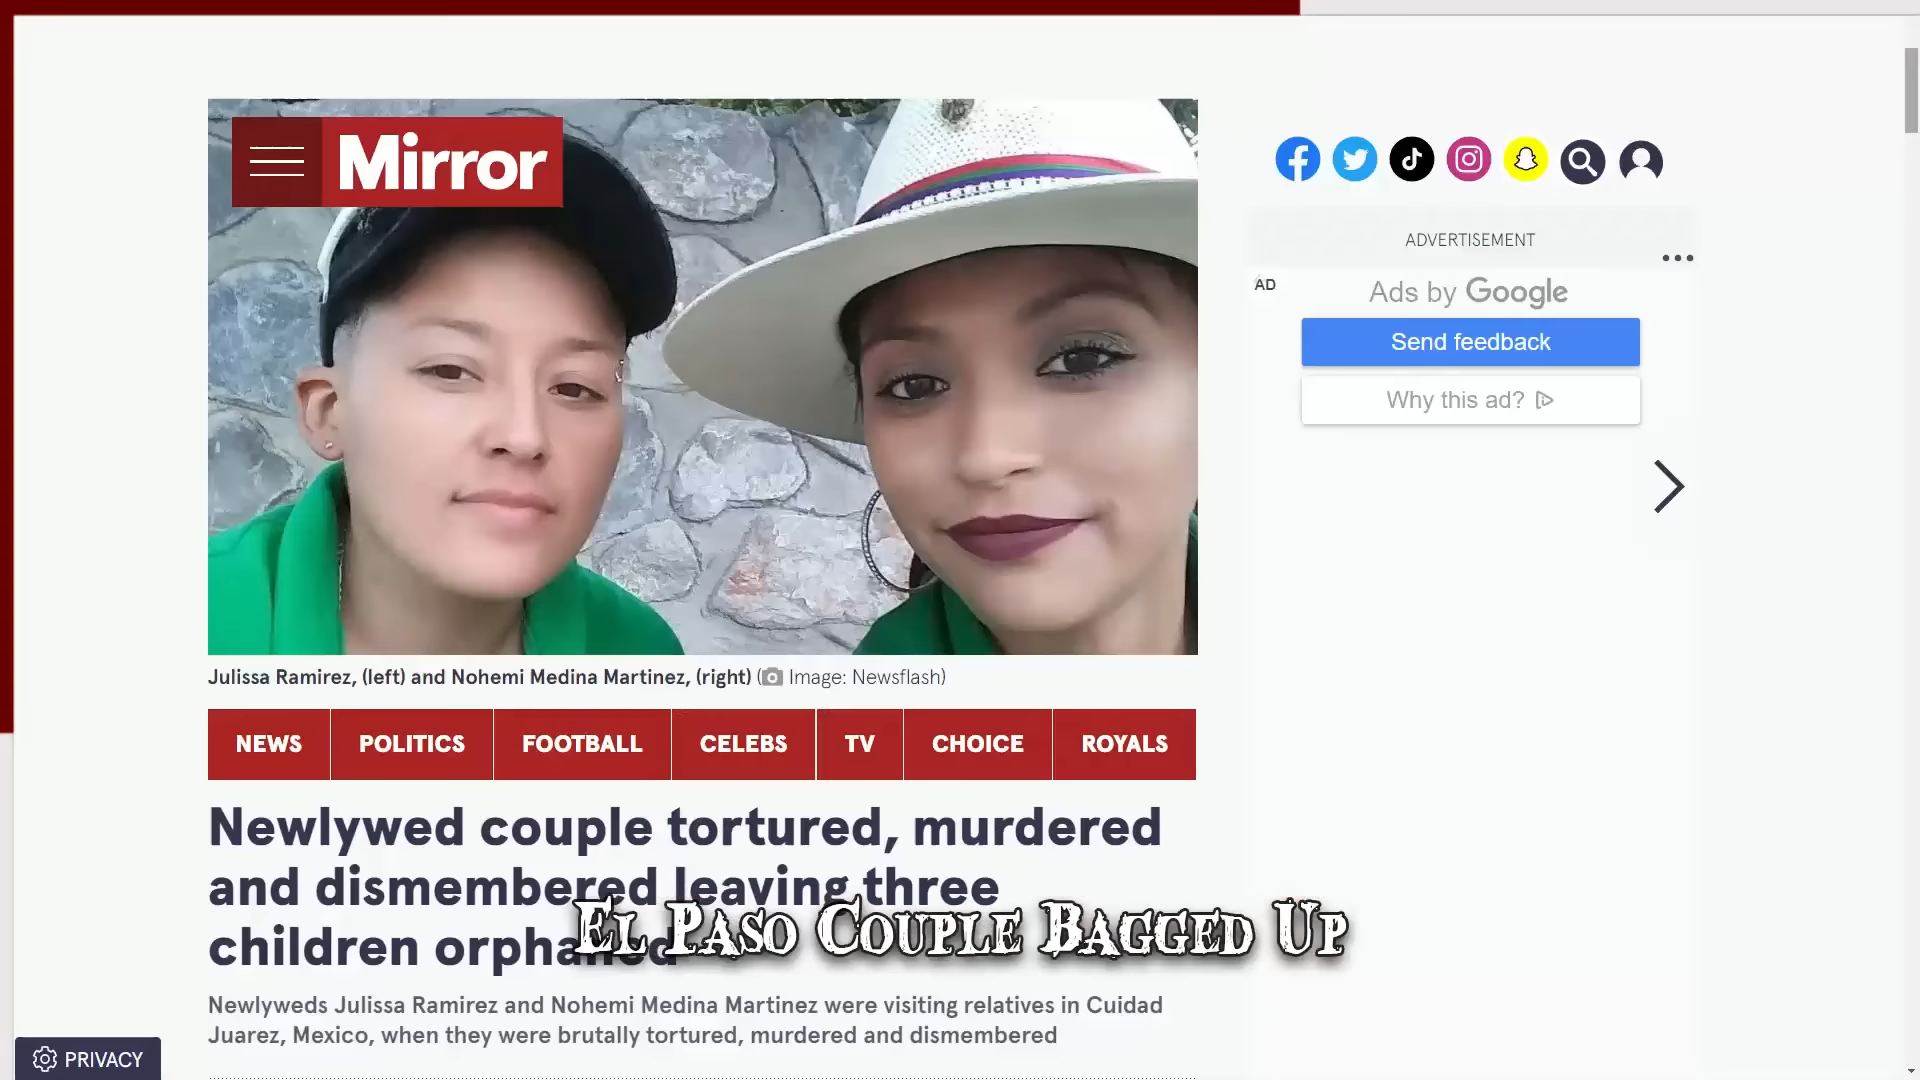 Mirror
ADVERTISEMENT
AD
Ads by Google
Send feedback
Why this ad?
Julissa Ramirez, (left) and Nohemi Medina Martinez, (right) (Image: Newsflash)
NEWS POLITICS FOOTBALL CELEBS TV CHOICE ROYALS
Newlywed couple tortured, murdered
and dismembered leaving three
children orphaned
El Paso Couple Bagged Up
Newlyweds Julissa Ramirez and Nohemi Medina Martinez were visiting relatives in Cuidad
Juarez, Mexico, when they were brutally tortured, murdered and dismembered
PRIVACY